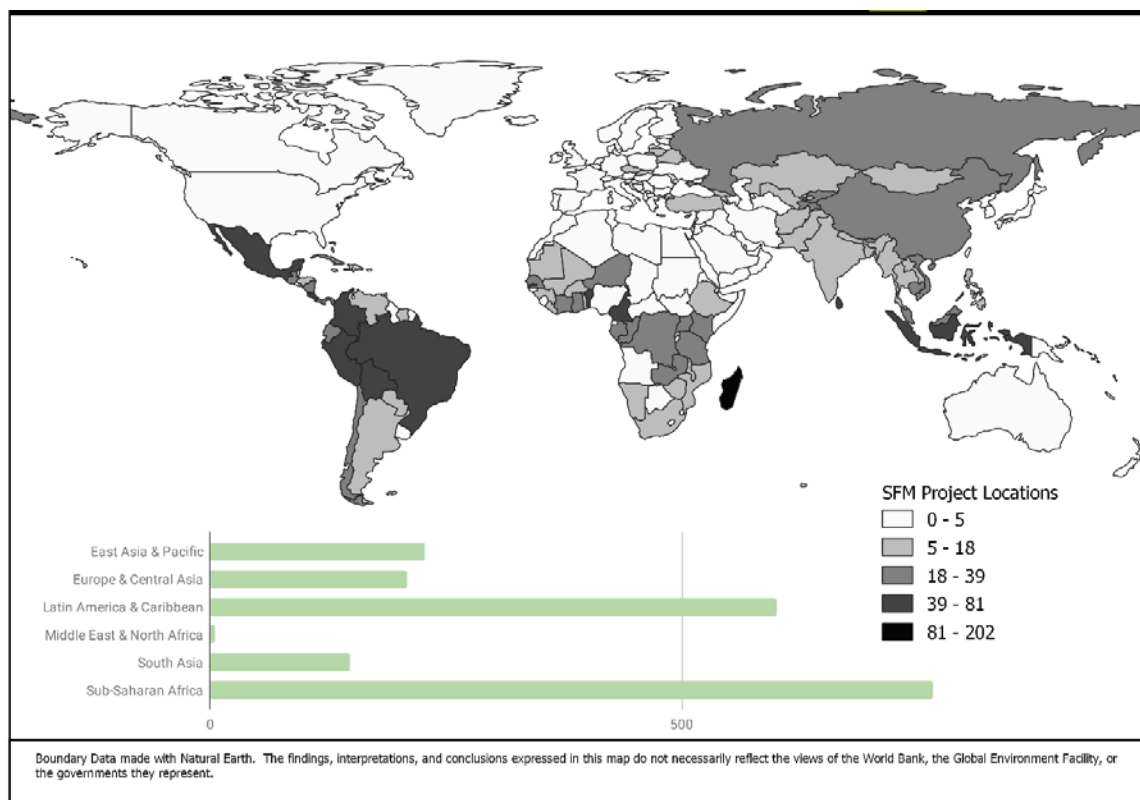 SFM Project Locations
0 - 5
5 - 18
18 - 39
39 - 81
81 - 202
East Asia & Pacific
Europe & Central Asia
Latin America & Caribbean
Middle East & North Africa
South Asia
Sub-Saharan Africa
0
500
Boundary Data made with Natural Earth. The findings, interpretations, and conclusions expressed in this map do not necessarily reflect the views of the World Bank, the Global Environment Facility, or
the governments they represent.